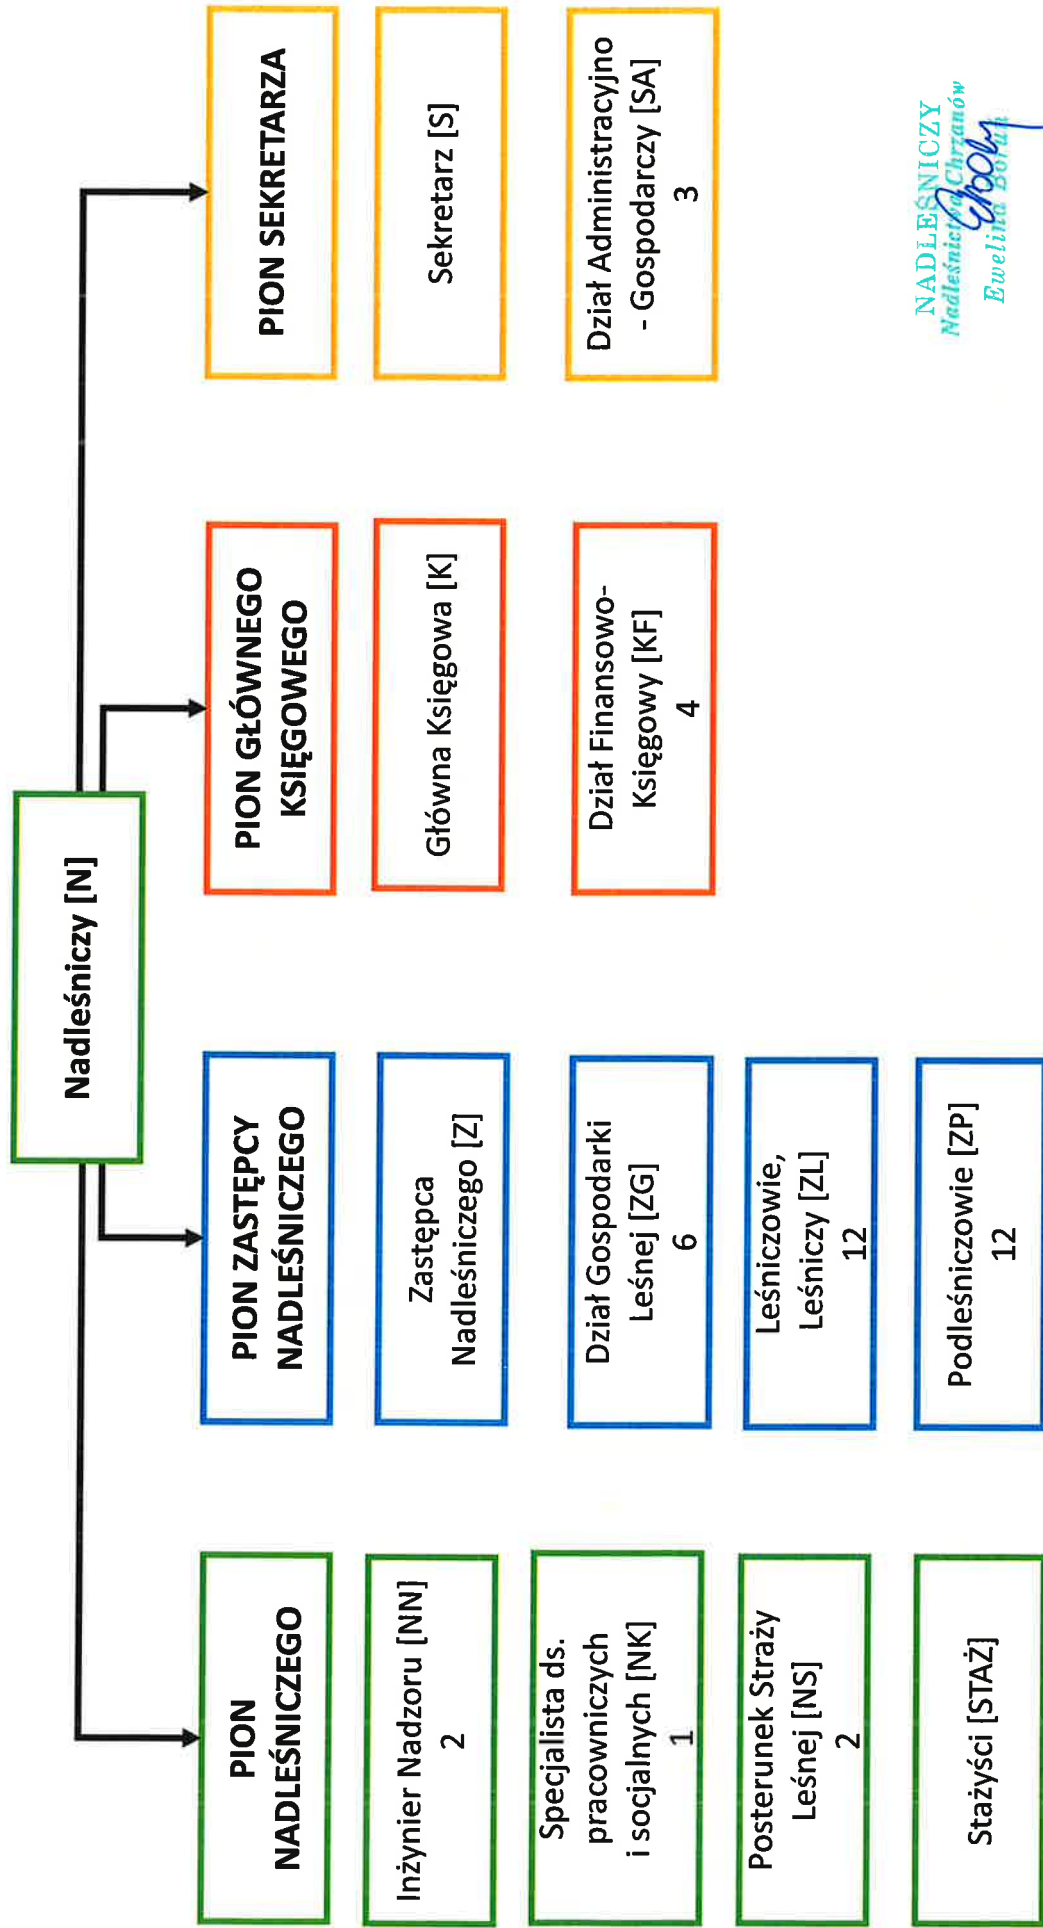 Nadleśniczy [N]
PION
NADLEŚNICZEGO
Inżynier Nadzoru [NN]
2
Specjalista ds.
pracowniczych
i socjalnych [NK]
1
Posterunek Straży
Leśnej [NS]
2
Stażyści [STAŻ]
PION ZASTĘPCY
NADLEŚNICZEGO
Zastępca
Nadleśniczego [Z]
Dział Gospodarki
Leśnej [ZG]
6
Leśniczowie,
Leśniczy [ZL]
12
Podleśniczowie [ZP]
12
PION GŁÓWNEGO
KSIĘGOWEGO
Główna Księgowa [K]
Dział Finansowo-
Księgowy [KF]
4
PION SEKRETARZA
Sekretarz [S]
Dział Administracyjno
- Gospodarczy [SA]
3
NADLEŚNICZY
Nadleśnictwa Chrzanów
Ewelina